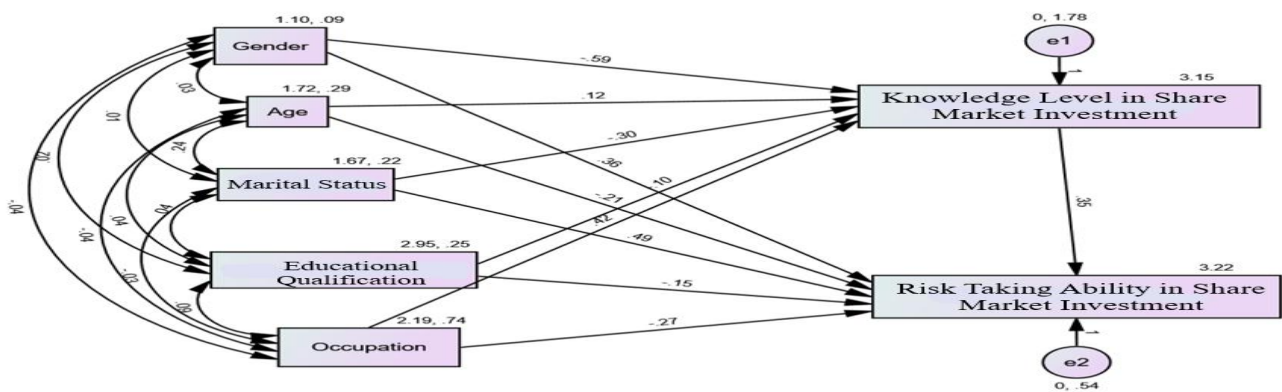 1.10, .09
Gender
1.72, .29
Age
1.67, .22
Marital Status
2.95, .25
Educational
Qualification
2.19, .74
Occupation
.03
.01
.24
.02
-.04
.04
.04
-.04
-.03
.09
-.59
.12
-.30
.36
.10
-.21
.42
.49
-.15
-.27
0, 1.78
e1
1
3.15
Knowledge Level in Share
Market Investment
.35
3.22
Risk Taking Ability in Share
Market Investment
1
e2
0, .54